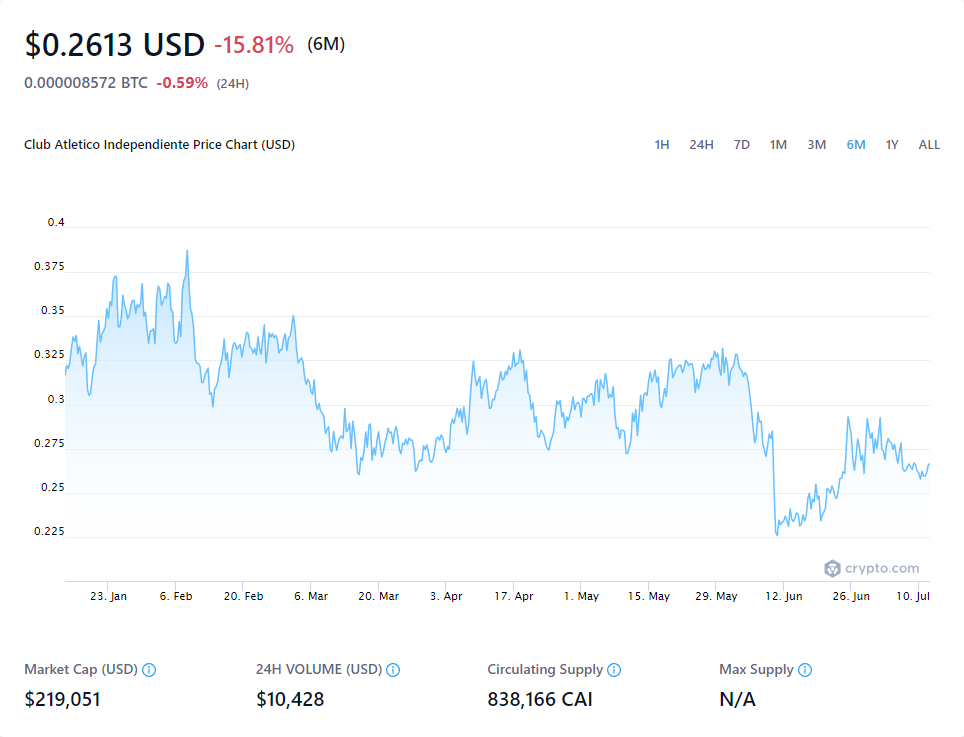 $0.2613 USD -15.81% (6M)
0.000008572 BTC -0.59% (24H)
Club Atletico Independiente Price Chart (USD)
1H 24H 7D 1M 3M 6M 1Y ALL
0.4
0.375
0.35
0.325
0.3
0.275
0.25
0.225
crypto.com
23. Jan 6. Feb 20. Feb 6. Mar 20. Mar 3. Apr 17. Apr 1. May 15. May 29. May 12. Jun 26. Jun 10. Jul
Market Cap (USD) 24H VOLUME (USD) Circulating Supply Max Supply
$219,051 $10,428 838,166 CAI N/A